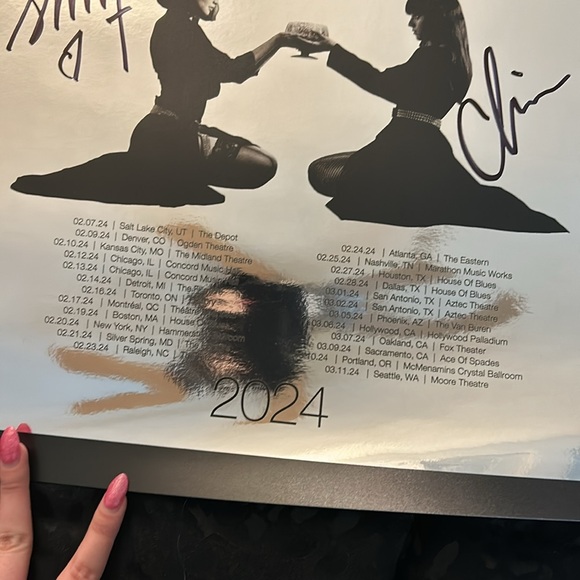 02.07.24 | Salt Lake City, UT | The Depot
02.09.24 | Denver, CO | Ogden Theatre
02.10.24 | Kansas City, MO | The Midland Theatre
02.12.24 | Chicago, IL | Concord Music
02.13.24 | Chicago, IL | Concord Music
02.14.24 | Detroit, MI | The
02.16.24 | Toronto, ON
02.17.24 | Montréal, QC
02.19.24 | Boston, MA | House
02.20.24 | New York, NY |
02.21.24 | Silver Spring, MD |
02.23.24 | Raleigh, NC |
02.24.24 | Atlanta, GA | The Eastern
02.25.24 | Nashville, TN | Marathon Music Works
02.27.24 | Houston, TX | House Of Blues
02.28.24 | Dallas, TX | House Of Blues
03.01.24 | San Antonio, TX | Aztec Theatre
03.02.24 | San Antonio, TX | Aztec Theatre
03.05.24 | Phoenix, AZ | The Van Buren
03.06.24 | Hollywood, CA | Hollywood Palladium
03.07.24 | Oakland, CA | Fox Theater
03.09.24 | Sacramento, CA | Ace Of Spades
.10.24 | Portland, OR | McMenamins Crystal Ballroom
03.11.24 | Seattle, WA | Moore Theatre
2024